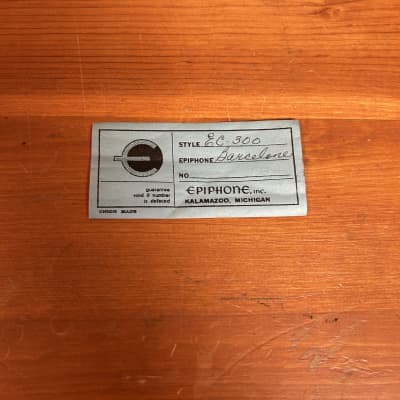 STYLE EC-300
EPIPHONE Barcelone
NO.
guarantee
void if number
is defaced
EPIPHONE, INC.
KALAMAZOO, MICHIGAN
UNION MADE